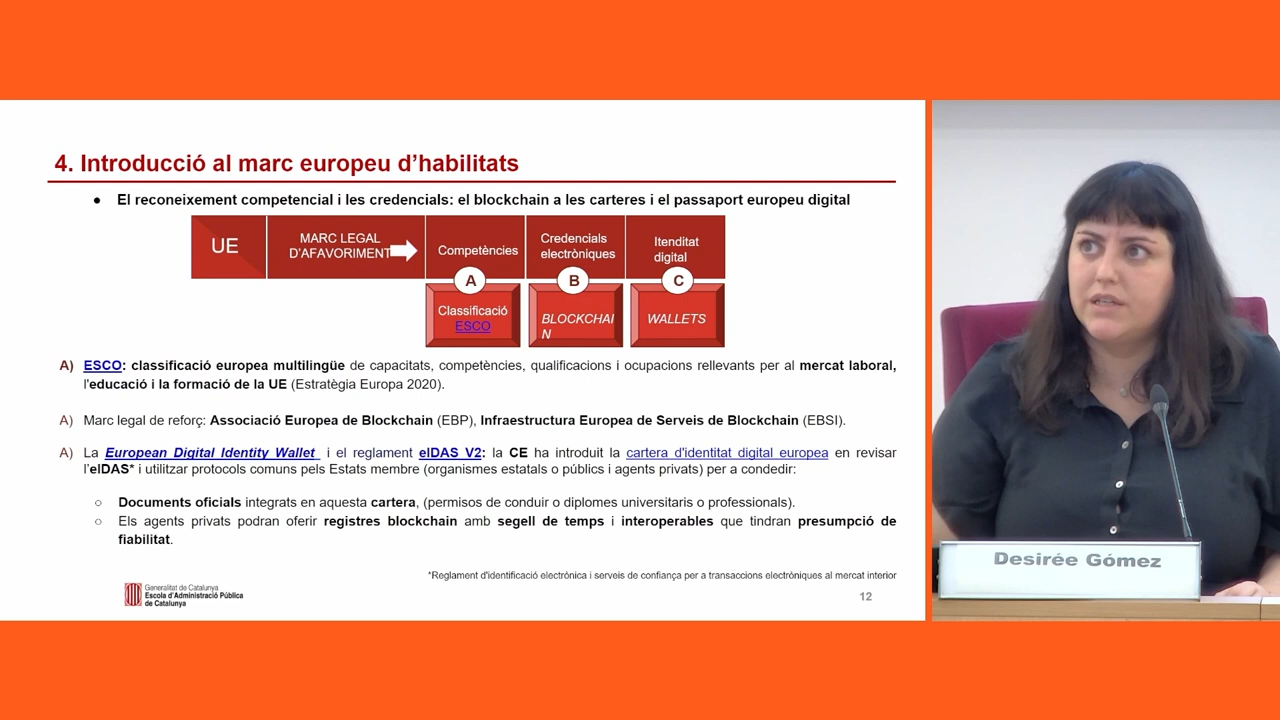 4. Introducció al marc europeu d’habilitats
● El reconeixement competencial i les credencials: el blockchain a les carteres i el passaport europeu digital
UE
MARC LEGAL
D’AFAVORIMENT
Competències
Credencials
electròniques
Itenditat
digital
A
B
C
Classificació
ESCO
BLOCKCHAI
N
WALLETS
A) ESCO: classificació europea multilingüe de capacitats, competències, qualificacions i ocupacions rellevants per al mercat laboral,
l'educació i la formació de la UE (Estratègia Europa 2020).
A) Marc legal de reforç: Associació Europea de Blockchain (EBP), Infraestructura Europea de Serveis de Blockchain (EBSI).
A) La European Digital Identity Wallet i el reglament eIDAS V2: la CE ha introduit la cartera d'identitat digital europea en revisar
l’eIDAS* i utilitzar protocols comuns pels Estats membre (organismes estatals o públics i agents privats) per a condedir:
○ Documents oficials integrats en aquesta cartera, (permisos de conduir o diplomes universitaris o professionals).
○ Els agents privats podran oferir registres blockchain amb segell de temps i interoperables que tindran presumpció de
fiabilitat.
*Reglament d'identificació electrònica i serveis de confiança per a transaccions electròniques al mercat interior
Generalitat de Catalunya
Escola d'Administració Pública
de Catalunya
12
Desirée Gómez